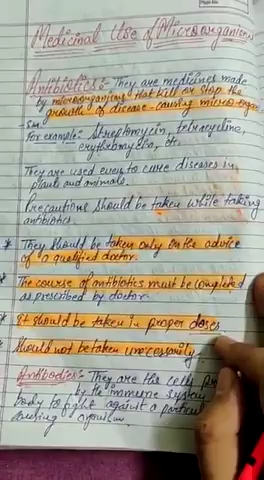 Medicinal Use of Microorganism
Antibiotics:- They are medicines made
by microorganisms that kill or stop the
growth of disease-causing micro-organ
-sm!
For example: Streptomycin, tetracycline,
erythromycin, etc.
They are used even to cure diseases in
plants and animals.
Precautions should be taken while taking
antibiotics.
* They should be taken only on the advice
of a qualified doctor.
* The course of antibiotics must be completed
as prescribed by doctor.
* It should be taken in proper doses.
* Should not be taken unnecessarily.
Antibodies:- They are the cells pro
by the immune system
body to fight against a particul
causing organism.